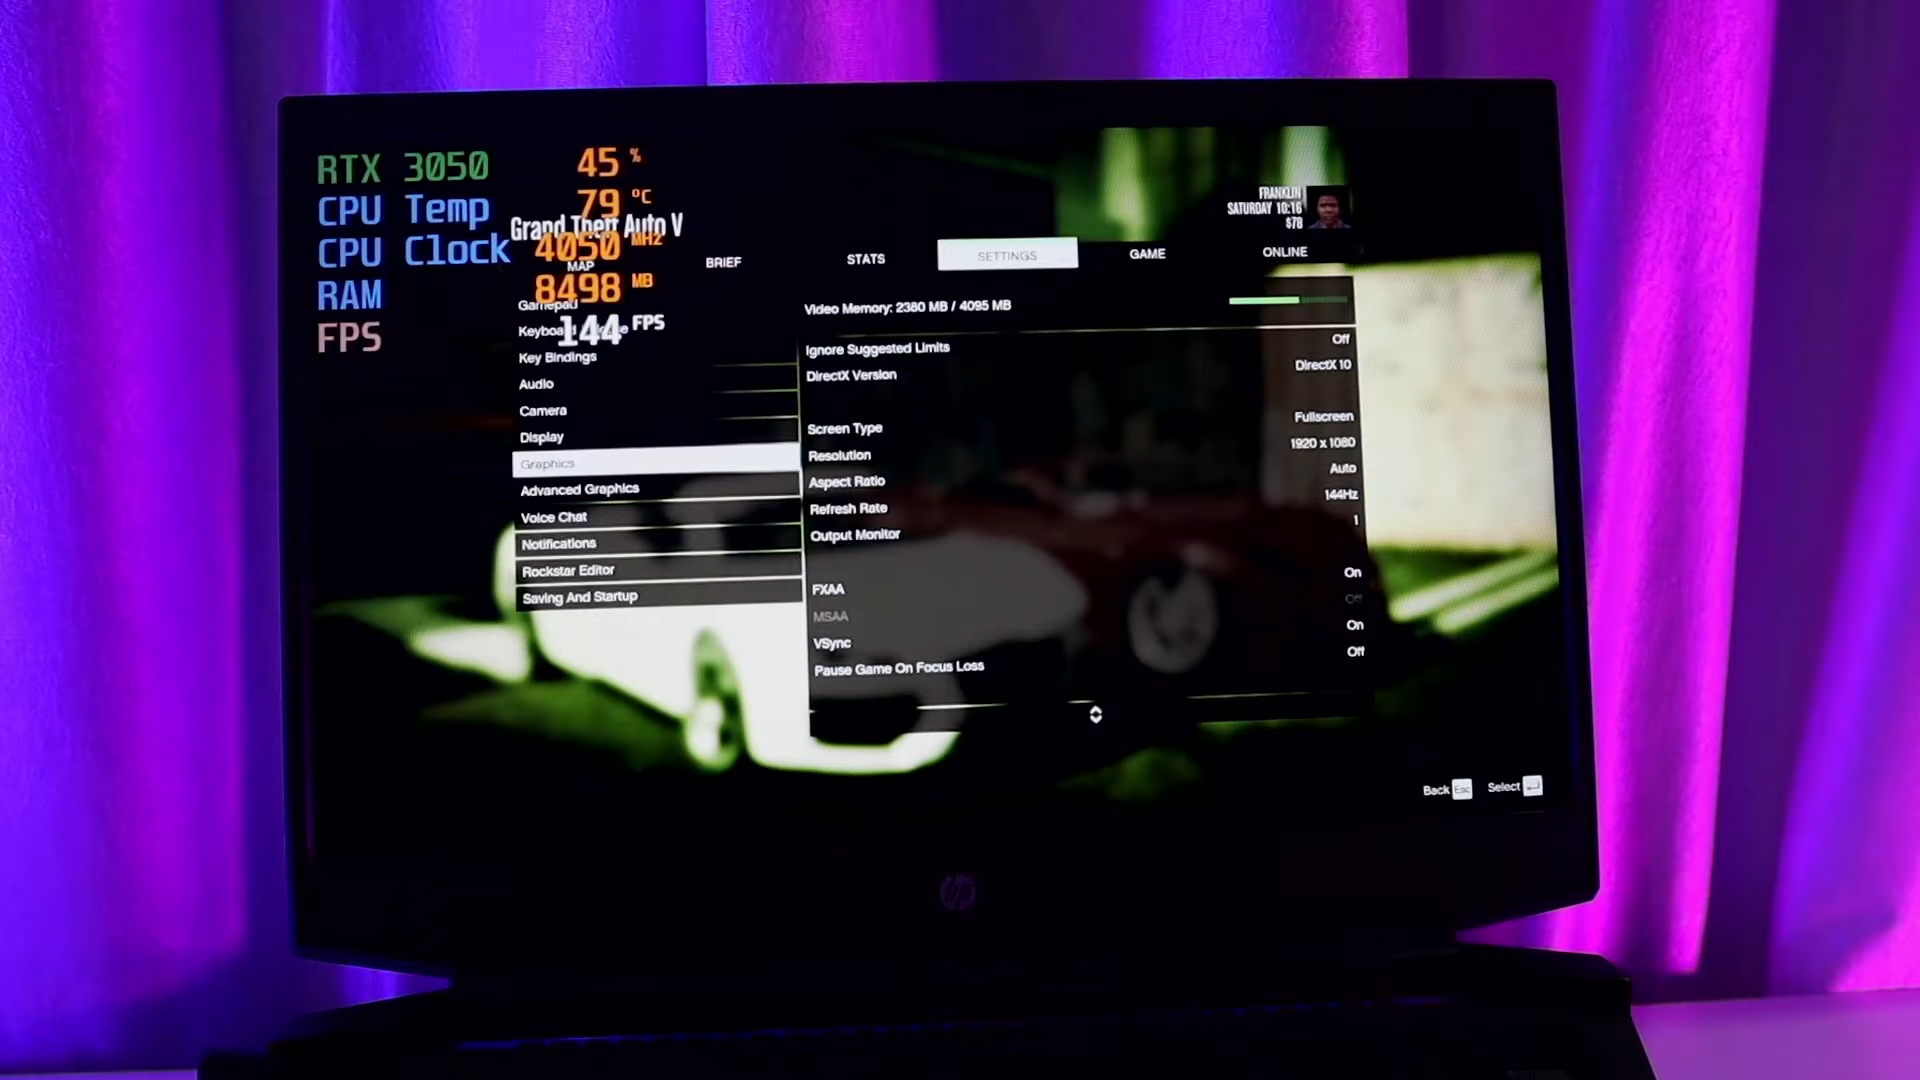 RTX 3050 45 %
CPU Temp 79 °C
CPU Clock 4050 MHz
RAM 8498 MB
FPS 144 FPS
Grand Theft Auto V
FRANKLIN
SATURDAY 10:16
$78
MAP BRIEF STATS SETTINGS GAME ONLINE
Gamepad
Key Bindings
Audio
Camera
Display
Graphics
Advanced Graphics
Voice Chat
Notifications
Rockstar Editor
Saving And Startup
Video Memory: 2380 MB / 4095 MB
Ignore Suggested Limits Off
DirectX Version DirectX 10
Screen Type Fullscreen
Resolution 1920 x 1080
Aspect Ratio Auto
Refresh Rate 144Hz
Output Monitor 1
FXAA On
MSAA Off
VSync On
Pause Game On Focus Loss Off
Back Esc Select
hp